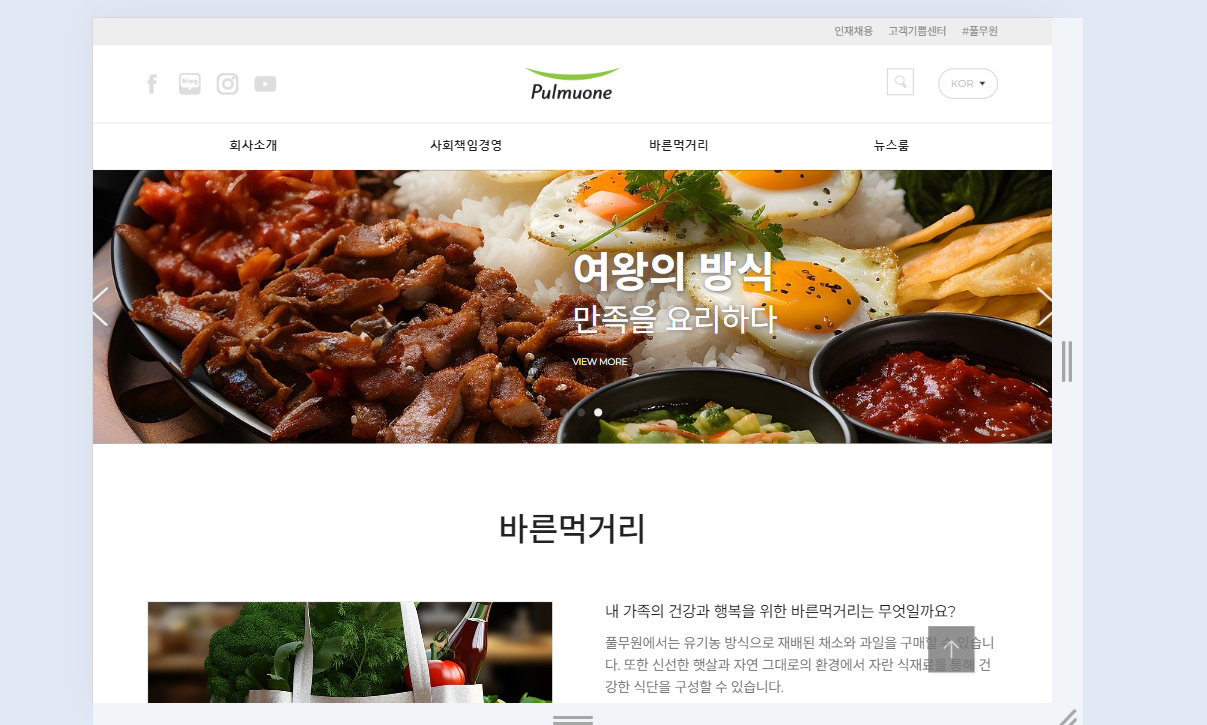 인재채용 고객기쁨센터 #풀무원
blog
Pulmuone
KOR
회사소개 사회책임경영 바른먹거리 뉴스룸
여왕의 방식
만족을 요리하다
VIEW MORE
바른먹거리
내 가족의 건강과 행복을 위한 바른먹거리는 무엇일까요?
풀무원에서는 유기농 방식으로 재배된 채소와 과일을 구매할 수 있습니
다. 또한 신선한 햇살과 자연 그대로의 환경에서 자란 식재료를 통해 건
강한 식단을 구성할 수 있습니다.